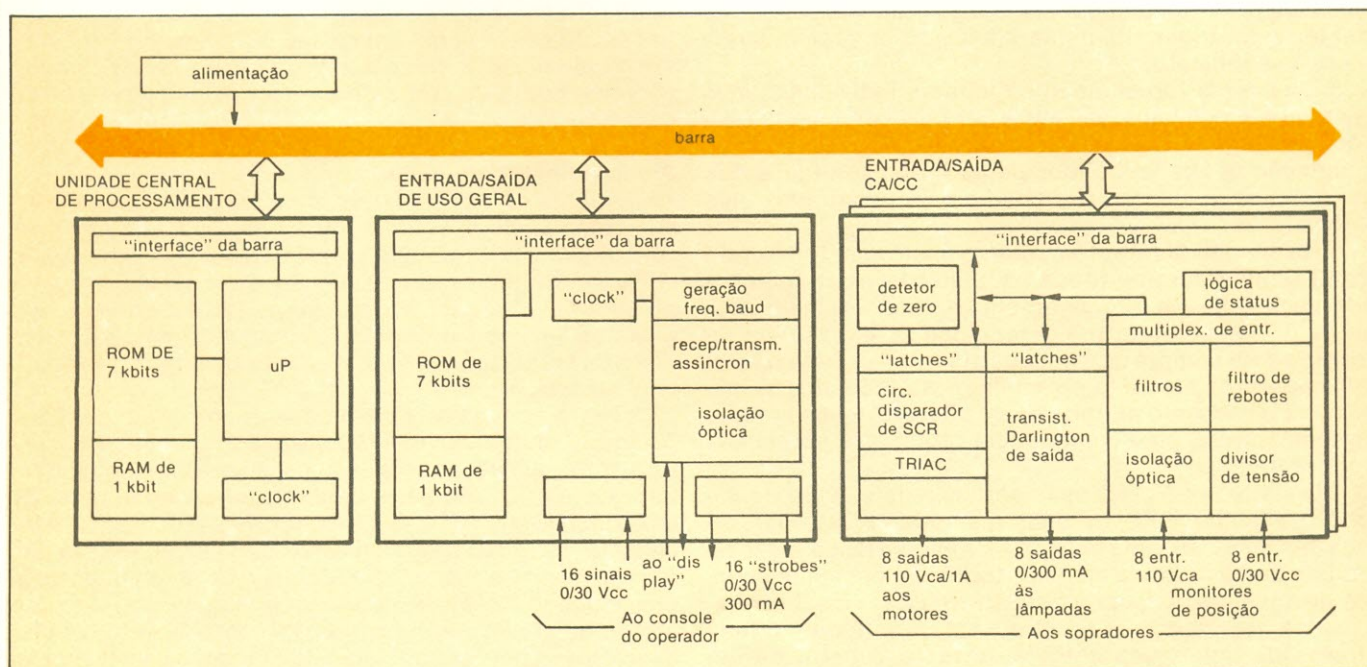 alimentação
barra
UNIDADE CENTRAL
DE PROCESSAMENTO
"interface" da barra
ROM DE
7 kbits
uP
RAM de
1 kbit
"clock"
ENTRADA/SAÍDA
DE USO GERAL
"interface" da barra
ROM de
7 kbits
RAM de
1 kbit
"clock"
geração
freq. baud
recep/transm.
assincron
isolação
óptica
16 sinais
0/30 Vcc
ao "dis
play"
16 "strobes"
0/30 Vcc
300 mA
Ao console
do operador
ENTRADA/SAÍDA
CA/CC
"interface" da barra
detetor
de zero
lógica
de status
multiplex. de entr.
"latches"
"latches"
circ.
disparador
de SCR
TRIAC
transist.
Darlington
de saida
filtros
filtro de
rebotes
isolação
óptica
divisor
de tensão
8 saidas
110 Vca/1A
aos
motores
8 saídas
0/300 mA
às
lâmpadas
8 entr.
110 Vca
8 entr.
0/30 Vcc
monitores
de posição
Aos sopradores